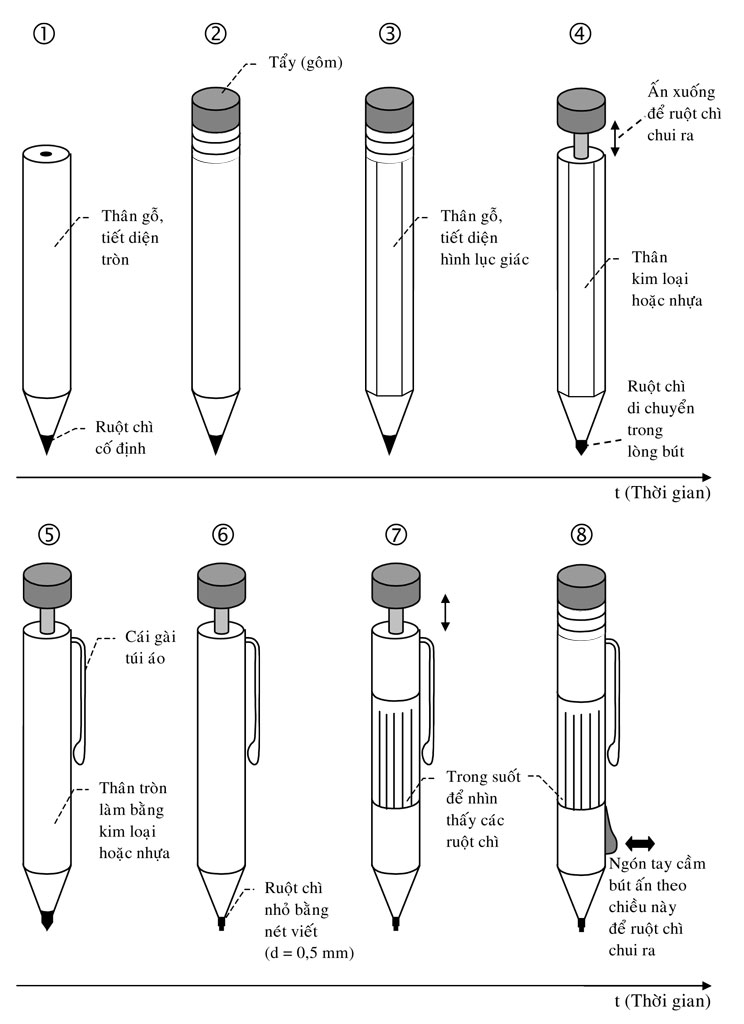 ① ② ③ ④
Tẩy (gôm)
Ấn xuống
để ruột chì
chui ra
Thân gỗ,
tiết diện
tròn
Thân gỗ,
tiết diện
hình lục giác
Thân
kim loại
hoặc nhựa
Ruột chì
cố định
Ruột chì
di chuyển
trong
lòng bút
t (Thời gian)
⑤ ⑥ ⑦ ⑧
Cái gài
túi áo
Thân tròn
làm bằng
kim loại
hoặc nhựa
Ruột chì
nhỏ bằng
nét viết
(d = 0,5 mm)
Trong suốt
để nhìn
thấy các
ruột chì
Ngón tay cầm
bút ấn theo
chiều này
để ruột chì
chui ra
t (Thời gian)